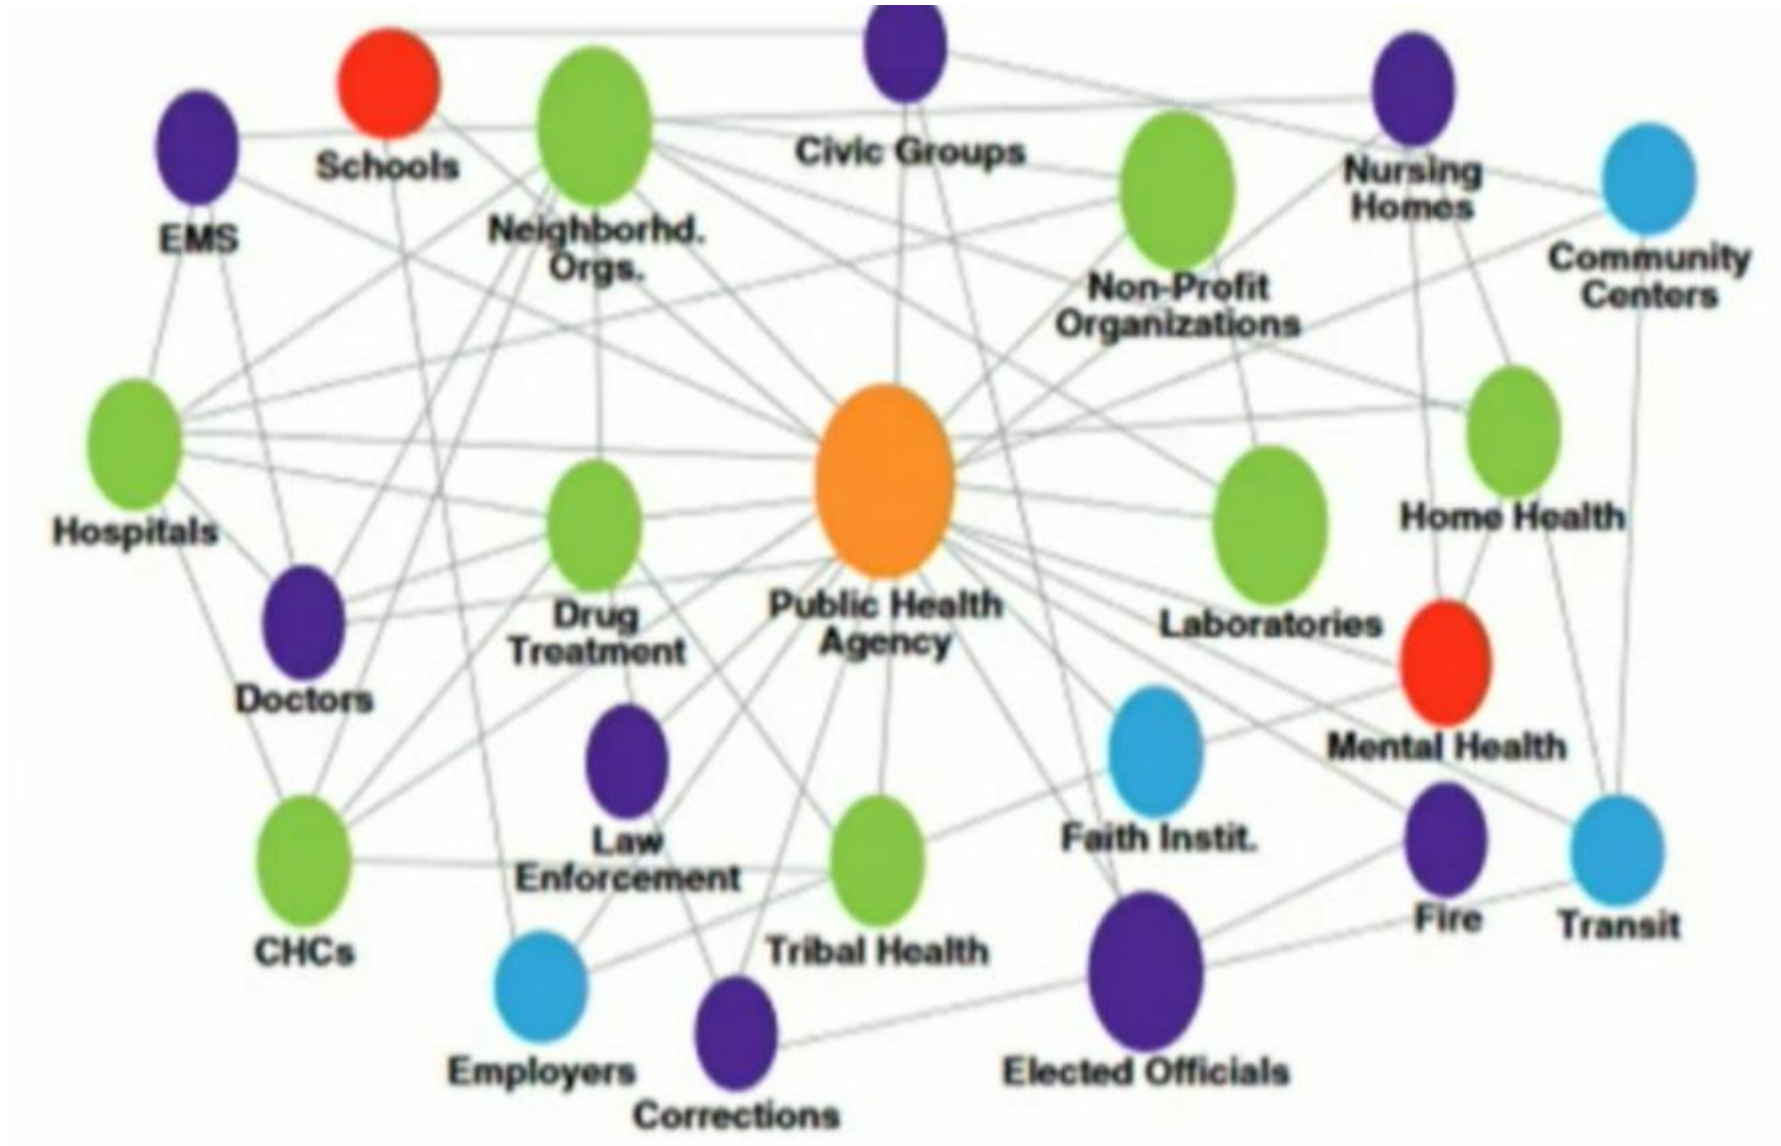 Civic Groups
Schools
Nursing
Homes
EMS
Neighborhd.
Orgs.
Community
Centers
Non-Profit
Organizations
Hospitals
Home Health
Drug
Treatment
Public Health
Agency
Laboratories
Doctors
Mental Health
Law
Enforcement
Faith Instit.
Fire
Transit
CHCs
Tribal Health
Employers
Elected Officials
Corrections